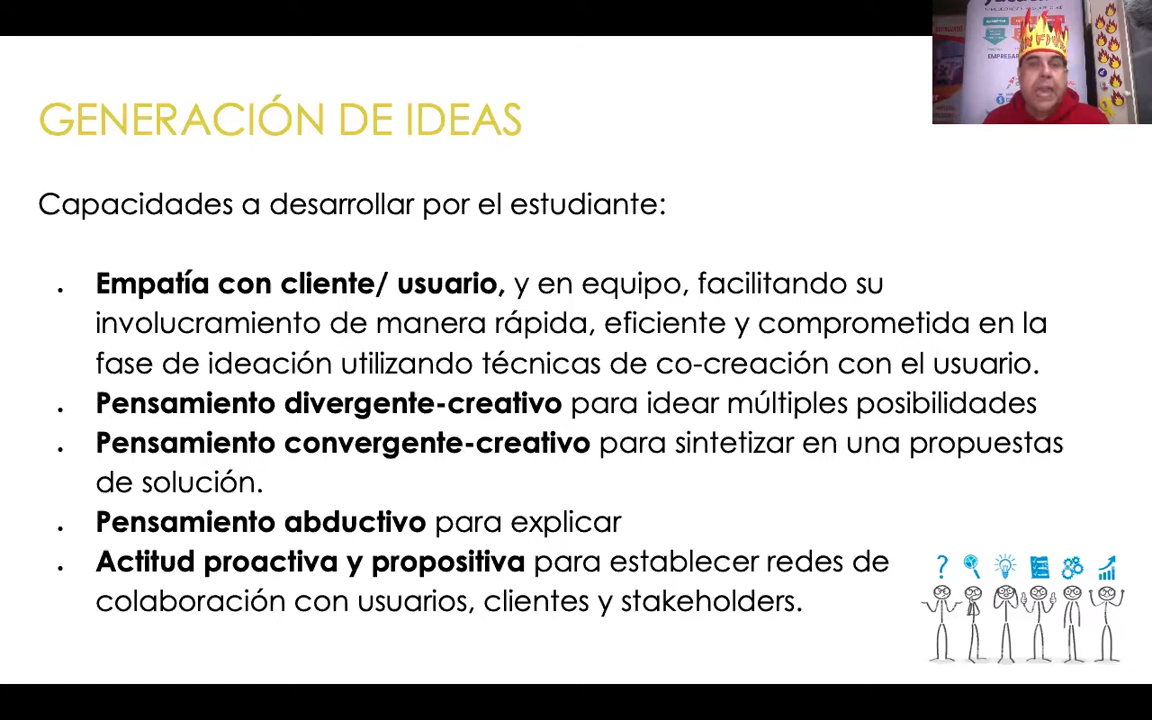 GENERACIÓN DE IDEAS
Capacidades a desarrollar por el estudiante:
• Empatía con cliente/ usuario, y en equipo, facilitando su
involucramiento de manera rápida, eficiente y comprometida en la
fase de ideación utilizando técnicas de co-creación con el usuario.
• Pensamiento divergente-creativo para idear múltiples posibilidades
• Pensamiento convergente-creativo para sintetizar en una propuestas
de solución.
• Pensamiento abductivo para explicar
• Actitud proactiva y propositiva para establecer redes de
colaboración con usuarios, clientes y stakeholders.
?